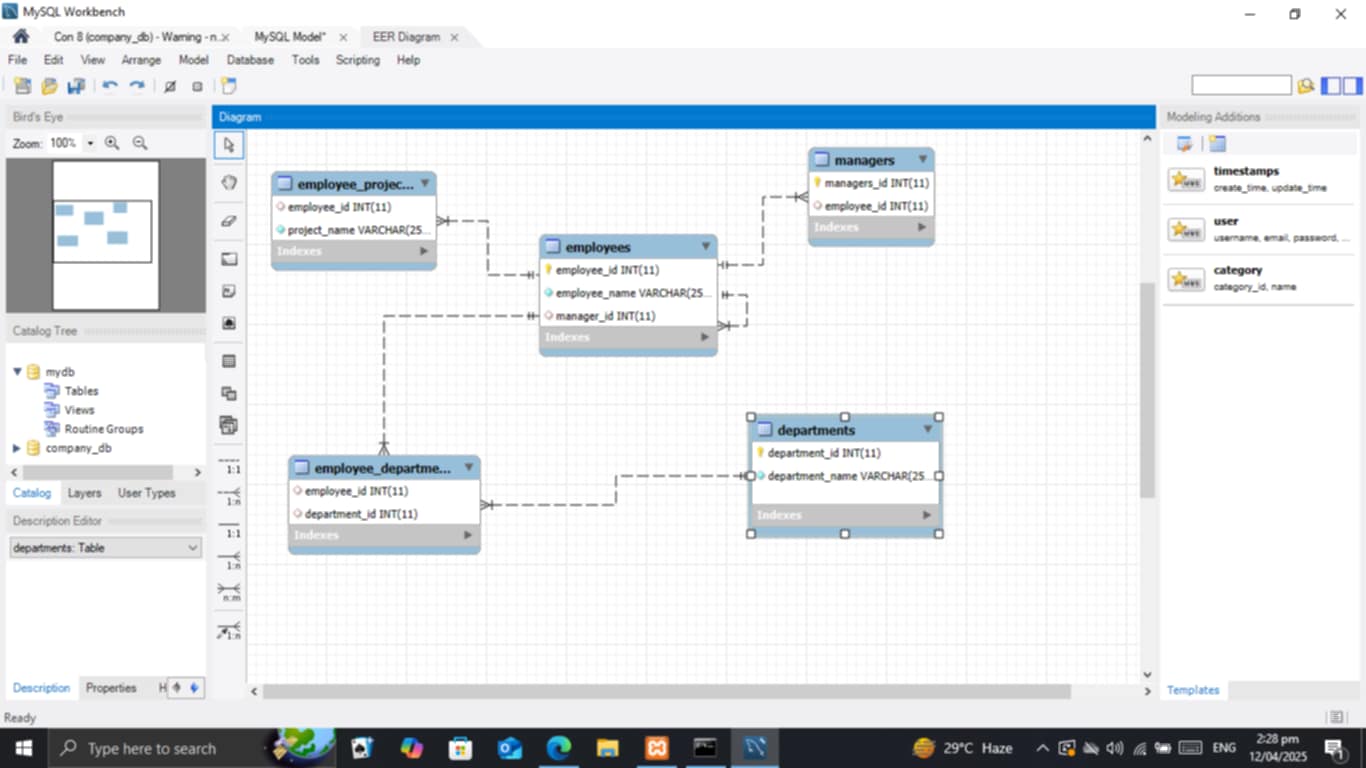 MySQL Workbench
Con 8 (company_db) - Warning - n.. × MySQL Model* × EER Diagram ×
File Edit View Arrange Model Database Tools Scripting Help
Bird's Eye
Zoom: 100%
Diagram
Modeling Additions
timestamps
create_time, update_time
user
username, email, password, ...
category
category_id, name
employee_projec...
employee_id INT(11)
project_name VARCHAR(25...
Indexes
employees
employee_id INT(11)
employee_name VARCHAR(25...
manager_id INT(11)
Indexes
managers
managers_id INT(11)
employee_id INT(11)
Indexes
employee_departme...
employee_id INT(11)
department_id INT(11)
Indexes
departments
department_id INT(11)
department_name VARCHAR(25...
Indexes
1:1
1:n
1:1
1:n
n:m
1:n
Catalog Tree
mydb
Tables
Views
Routine Groups
company_db
Catalog Layers User Types
Description Editor
departments: Table
Description Properties H
Templates
Ready
Type here to search
29°C Haze
ENG
2:28 pm
12/04/2025
1